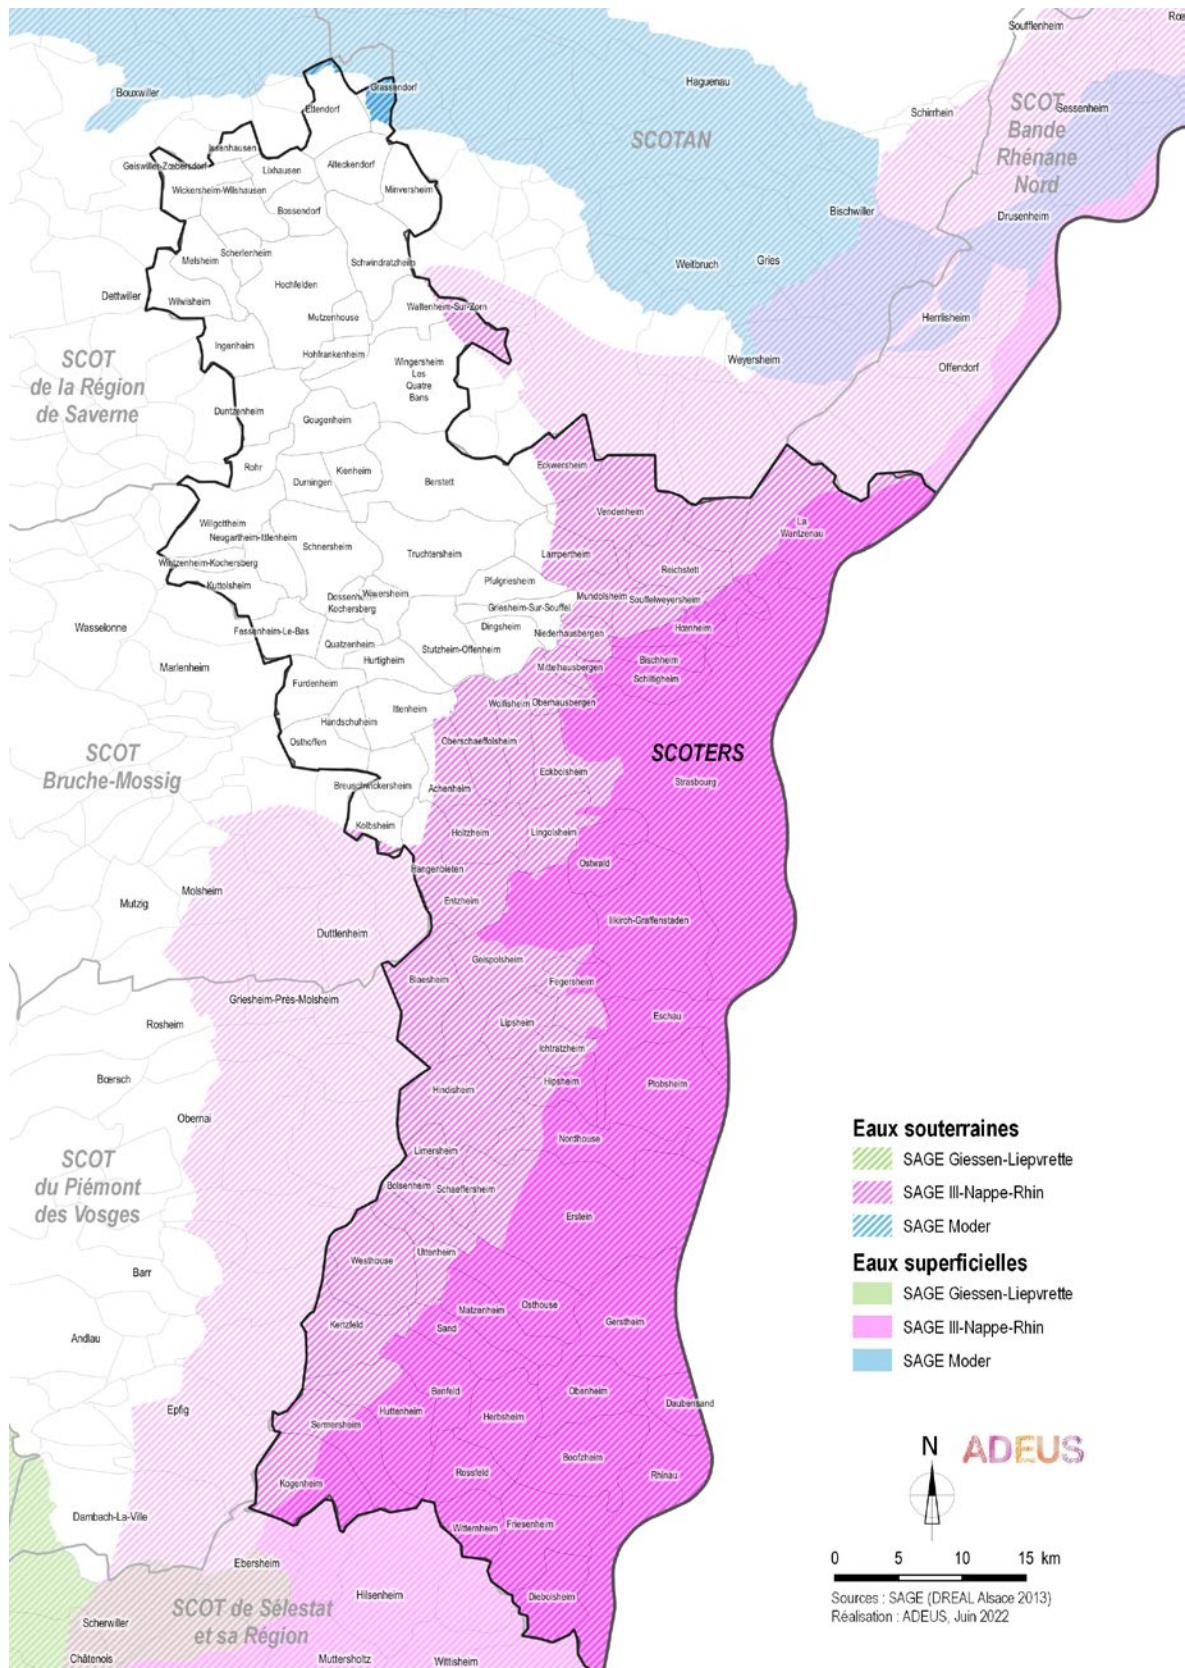 Soufflenheim
Bouxwiller
Grassendorf
Haguenau
Ettendorf
Schirrhein
SCOT
Bande
Rhénane
Nord
Sessenheim
SCOTAN
Issenhausen
Geiswiller-Zœbersdorf
Lixhausen
Alteckendorf
Wickersheim-Wilshausen
Minversheim
Bossendorf
Bischwiller
Drusenheim
Scherlenheim
Melsheim
Schwindratzheim
Weitbruch
Gries
Hochfelden
Dettwiller
Wilwisheim
Waltenheim-Sur-Zorn
Mutzenhouse
Herrlisheim
Ingenheim
Hohfrankenheim
Weyersheim
SCOT
de la Région
de Saverne
Wingersheim
Les
Quatre
Bans
Offendorf
Duntzenheim
Gougenheim
Rohr
Kienheim
Eckwersheim
Durningen
Berstett
Willgottheim
Vendenheim
La
Wantzenau
Neugartheim-Ittlenheim
Schnersheim
Truchtersheim
Lampertheim
Wintzenheim-Kochersberg
Reichstett
Kuttolsheim
Pfulgriesheim
Dossenheim
Kochersberg
Wiwersheim
Mundolsheim
Souffelweyersheim
Griesheim-Sur-Souffel
Wasselonne
Fessenheim-Le-Bas
Dingsheim
Niederhausbergen
Hœnheim
Quatzenheim
Stutzheim-Offenheim
Hurtigheim
Bischheim
Marlenheim
Mittelhausbergen
Schiltigheim
Furdenheim
Wolfisheim
Oberhausbergen
Ittenheim
Handschuheim
Osthoffen
Oberschaeffolsheim
SCOT
Bruche-Mossig
SCOTERS
Eckbolsheim
Strasbourg
Breuschwickersheim
Achenheim
Kolbsheim
Holtzheim
Lingolsheim
Ostwald
Hangenbieten
Molsheim
Mutzig
Entzheim
Illkirch-Graffenstaden
Duttlenheim
Geispolsheim
Blaesheim
Fegersheim
Griesheim-Près-Molsheim
Rosheim
Lipsheim
Eschau
Ichtratzheim
Bœrsch
Hindisheim
Hipsheim
Plobsheim
Obernai
Nordhouse
Limersheim
SCOT
du Piémont
des Vosges
Bolsenheim
Schaeffersheim
Erstein
Uttenheim
Westhouse
Barr
Matzenheim
Osthouse
Kertzfeld
Sand
Gerstheim
Andlau
Benfeld
Obenheim
Daubensand
Epfig
Huttenheim
Herbsheim
Sermersheim
Boofzheim
Rossfeld
Rhinau
Kogenheim
Dambach-La-Ville
Witternheim
Friesenheim
Ebersheim
Hilsenheim
Diebolsheim
SCOT de Sélestat
et sa Région
Scherwiller
Châtenois
Muttersholtz
Wittisheim
Eaux souterraines
SAGE Giessen-Liepvrette
SAGE Ill-Nappe-Rhin
SAGE Moder
Eaux superficielles
SAGE Giessen-Liepvrette
SAGE Ill-Nappe-Rhin
SAGE Moder
N
ADEUS
0 5 10 15 km
Sources : SAGE (DREAL Alsace 2013)
Réalisation : ADEUS, Juin 2022